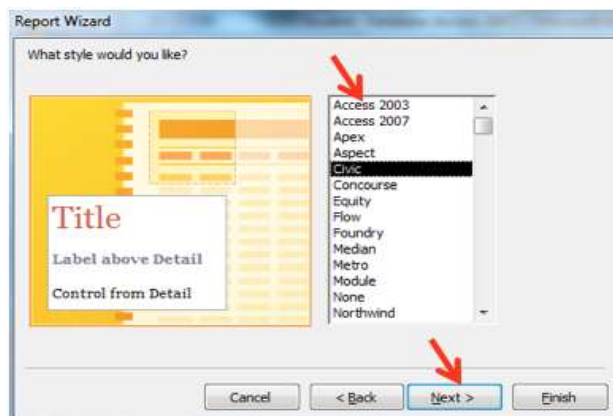 Report Wizard
What style would you like?
Access 2003
Access 2007
Apex
Aspect
Civic
Concourse
Equity
Flow
Foundry
Median
Metro
Module
None
Northwind
Title
Label above Detail
Control from Detail
Cancel
< Back
Next >
Finish